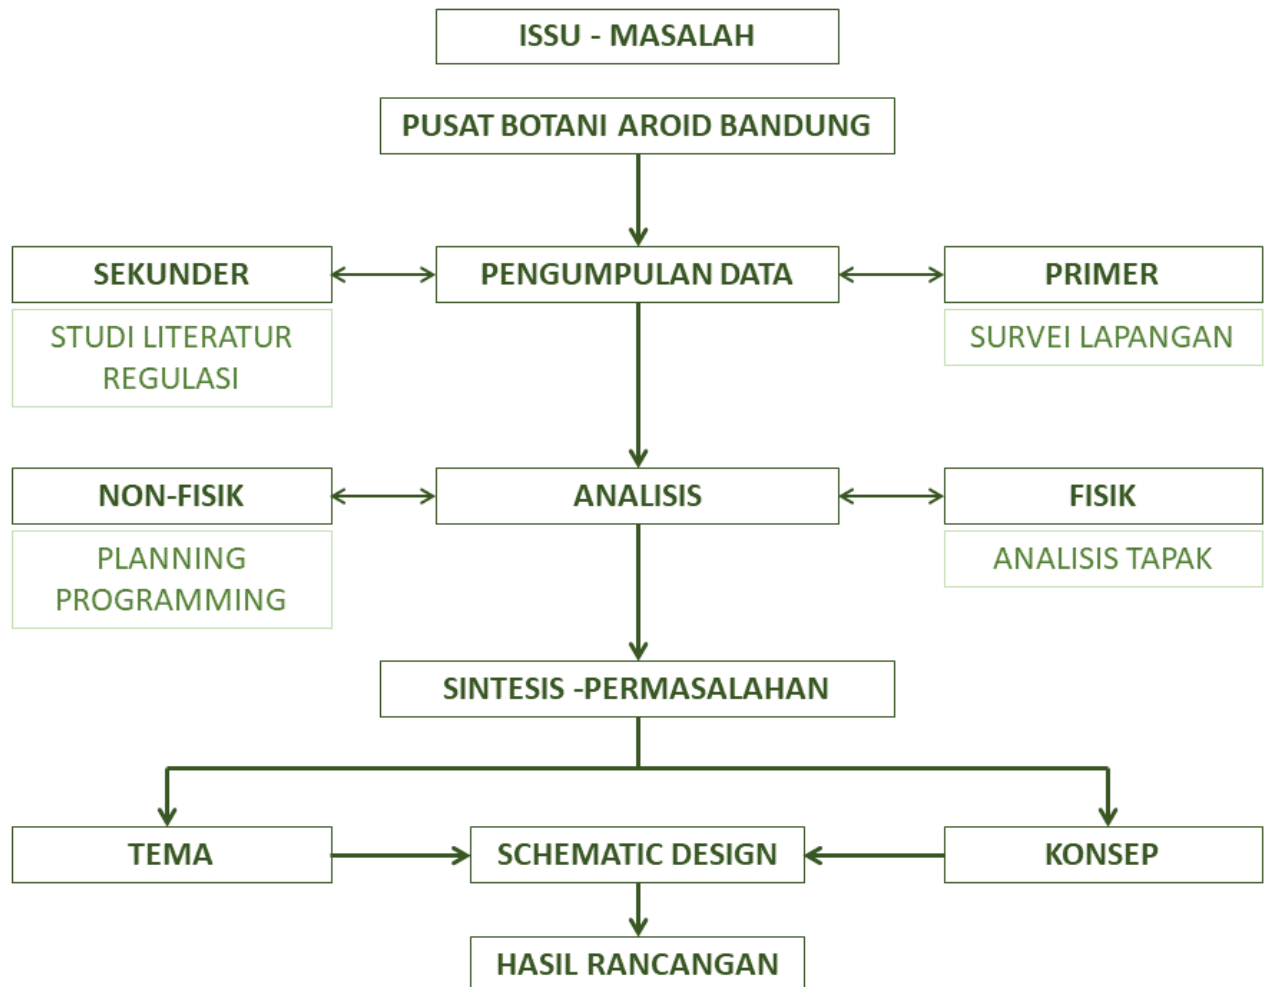 ISSU - MASALAH
PUSAT BOTANI AROID BANDUNG
SEKUNDER
PENGUMPULAN DATA
PRIMER
STUDI LITERATUR
REGULASI
SURVEI LAPANGAN
NON-FISIK
ANALISIS
FISIK
PLANNING
PROGRAMMING
ANALISIS TAPAK
SINTESIS -PERMASALAHAN
TEMA
SCHEMATIC DESIGN
KONSEP
HASIL RANCANGAN